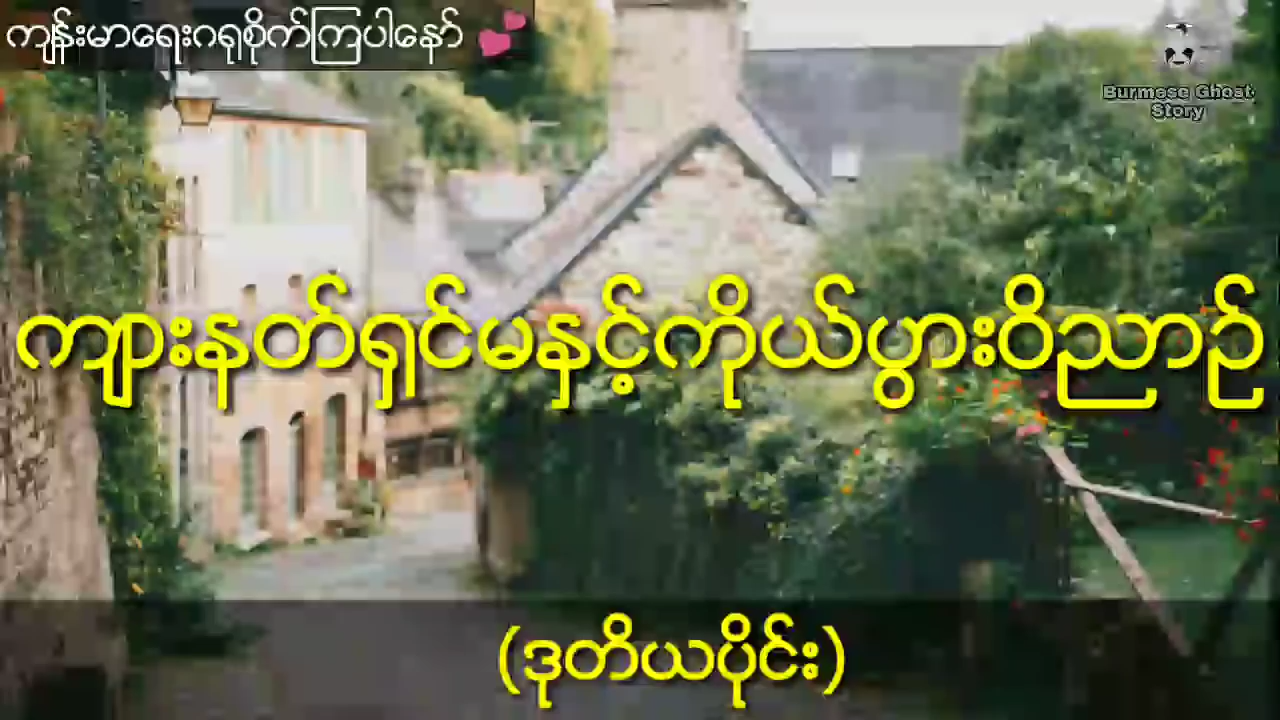 ကျန်းမာရေးဂရုစိုက်ကြပါနော် 💕
Burmese Ghost
Story
ကျားနတ်ရှင်မနှင့်ကိုယ်ပွားဝိညာဉ်
(ဒုတိယပိုင်း)